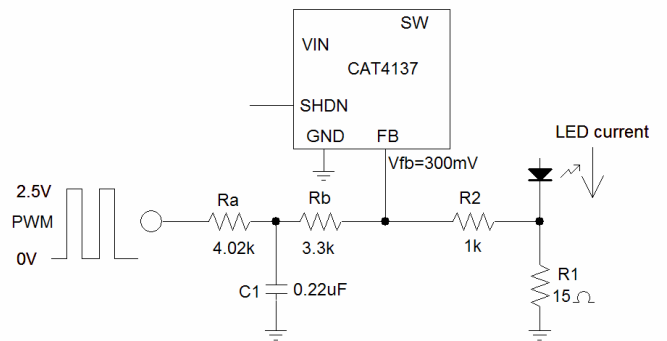 SW
VIN
CAT4137
SHDN
GND
FB
Vfb=300mV
LED current
2.5V
PWM
0V
Ra
4.02k
Rb
3.3k
R2
1k
C1
0.22uF
R1
15Ω